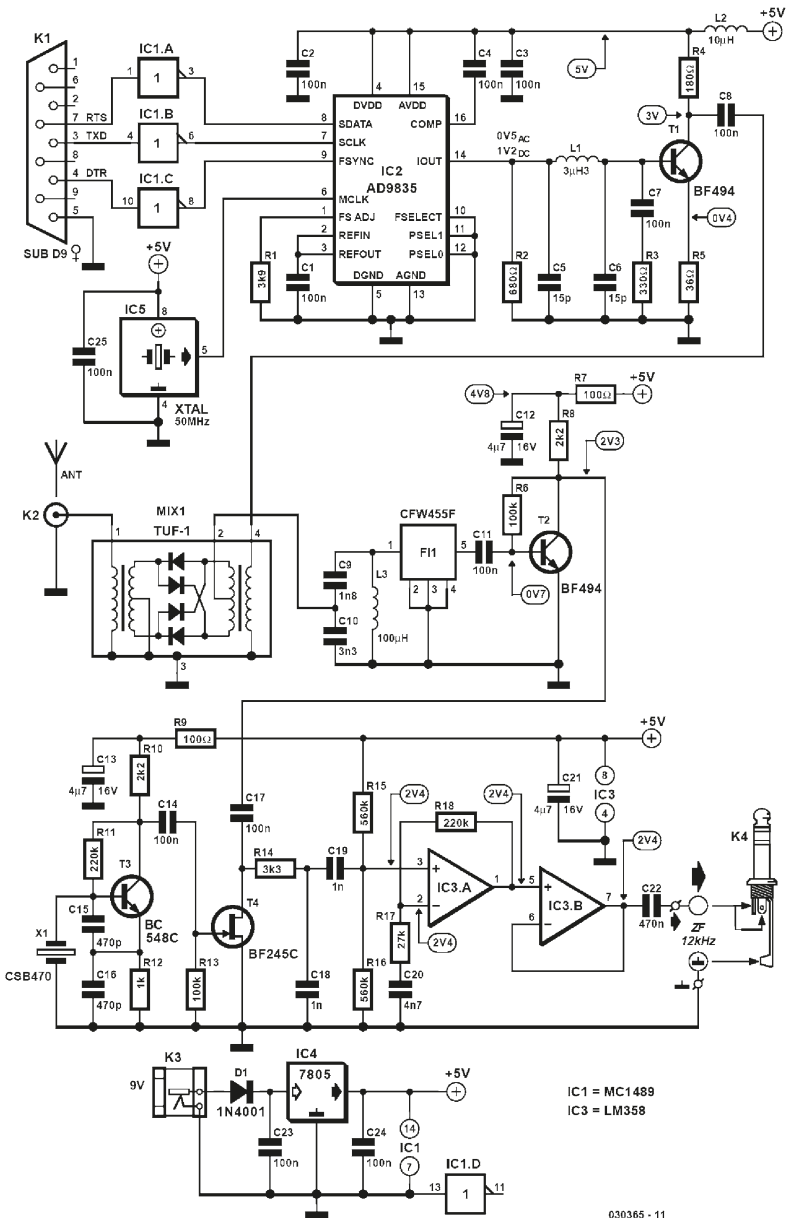 K1
1
6
2
7 RTS
3 TXD
8
4 DTR
9
5
SUB D9 ♀
IC1.A
1 1 3
IC1.B
4 1 6
IC1.C
10 1 8
C2
100n
C4
100n
C3
100n
5V
L2
10µH
+5V
4 15
DVDD AVDD
8 SDATA COMP 16
7 SCLK
9 FSYNC IOUT 14
IC2
AD9835
6 MCLK
1 FS ADJ FSELECT 10
2 REFIN PSEL1 11
3 REFOUT PSEL0 12
DGND AGND
5 13
R1
3k9
C1
100n
0V5 AC
1V2 DC
L1
3µH3
R2
680Ω
C5
15p
C6
15p
C7
100n
R3
330Ω
R4
180Ω
3V
C8
100n
T1
BF494
0V4
R5
36Ω
+5V
IC5
8
5
4
C25
100n
XTAL
50MHz
ANT
K2
MIX1
TUF-1
1 2 4
3
C9
1n8
C10
3n3
L3
100µH
CFW455F
1 FI1 5
2 3 4
C11
100n
4V8
C12
4µ7 16V
R7
100Ω
+5V
R8
2k2
2V3
R6
100k
T2
BF494
0V7
R9
100Ω
+5V
C13
4µ7 16V
R10
2k2
R11
220k
C14
100n
T3
BC
548C
C15
470p
X1
CSB470
C16
470p
R12
1k
R13
100k
T4
BF245C
C17
100n
R14
3k3
C18
1n
C19
1n
R15
560k
R16
560k
2V4
R18
220k
2V4
3 + IC3.A 1
2 −
2V4
R17
27k
C20
4n7
5 + IC3.B 7
6 −
C21
4µ7 16V
8
IC3
4
2V4
C22
470n
ZF
12kHz
K4
K3
9V
D1
1N4001
IC4
7805
+5V
C23
100n
C24
100n
14
IC1
7
IC1.D
13 1 11
IC1 = MC1489
IC3 = LM358
030365 - 11